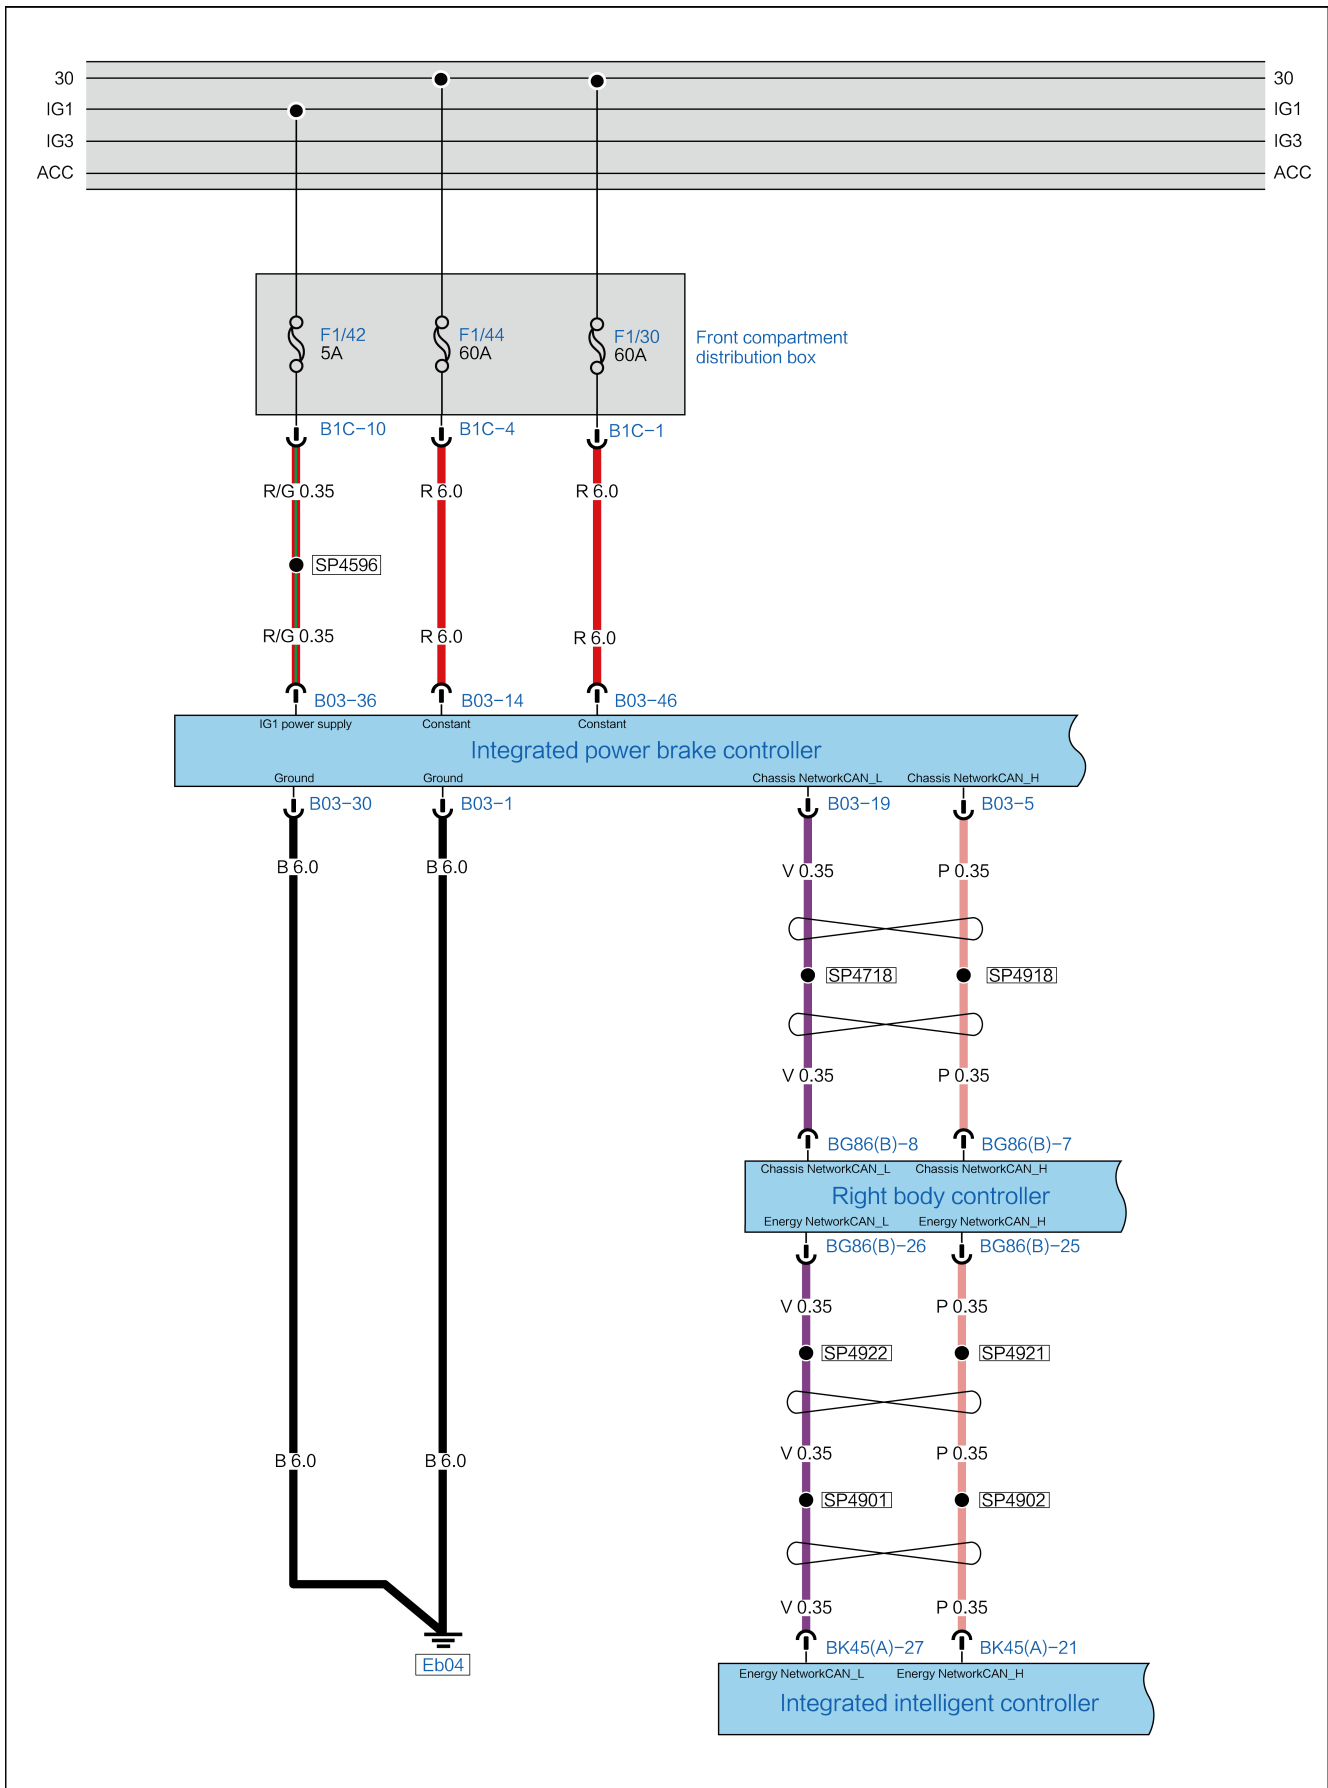 30 30
IG1 IG1
IG3 IG3
ACC ACC
F1/42
5A
F1/44
60A
F1/30
60A
Front compartment
distribution box
B1C-10 B1C-4 B1C-1
R/G 0.35 R 6.0 R 6.0
SP4596
R/G 0.35 R 6.0 R 6.0
B03-36 B03-14 B03-46
IG1 power supply Constant Constant
Integrated power brake controller
Ground Ground Chassis NetworkCAN_L Chassis NetworkCAN_H
B03-30 B03-1 B03-19 B03-5
B 6.0 B 6.0 V 0.35 P 0.35
SP4718 SP4918
V 0.35 P 0.35
BG86(B)-8 BG86(B)-7
Chassis NetworkCAN_L Chassis NetworkCAN_H
Right body controller
Energy NetworkCAN_L Energy NetworkCAN_H
BG86(B)-26 BG86(B)-25
V 0.35 P 0.35
SP4922 SP4921
B 6.0 B 6.0 V 0.35 P 0.35
SP4901 SP4902
V 0.35 P 0.35
BK45(A)-27 BK45(A)-21
Eb04
Energy NetworkCAN_L Energy NetworkCAN_H
Integrated intelligent controller